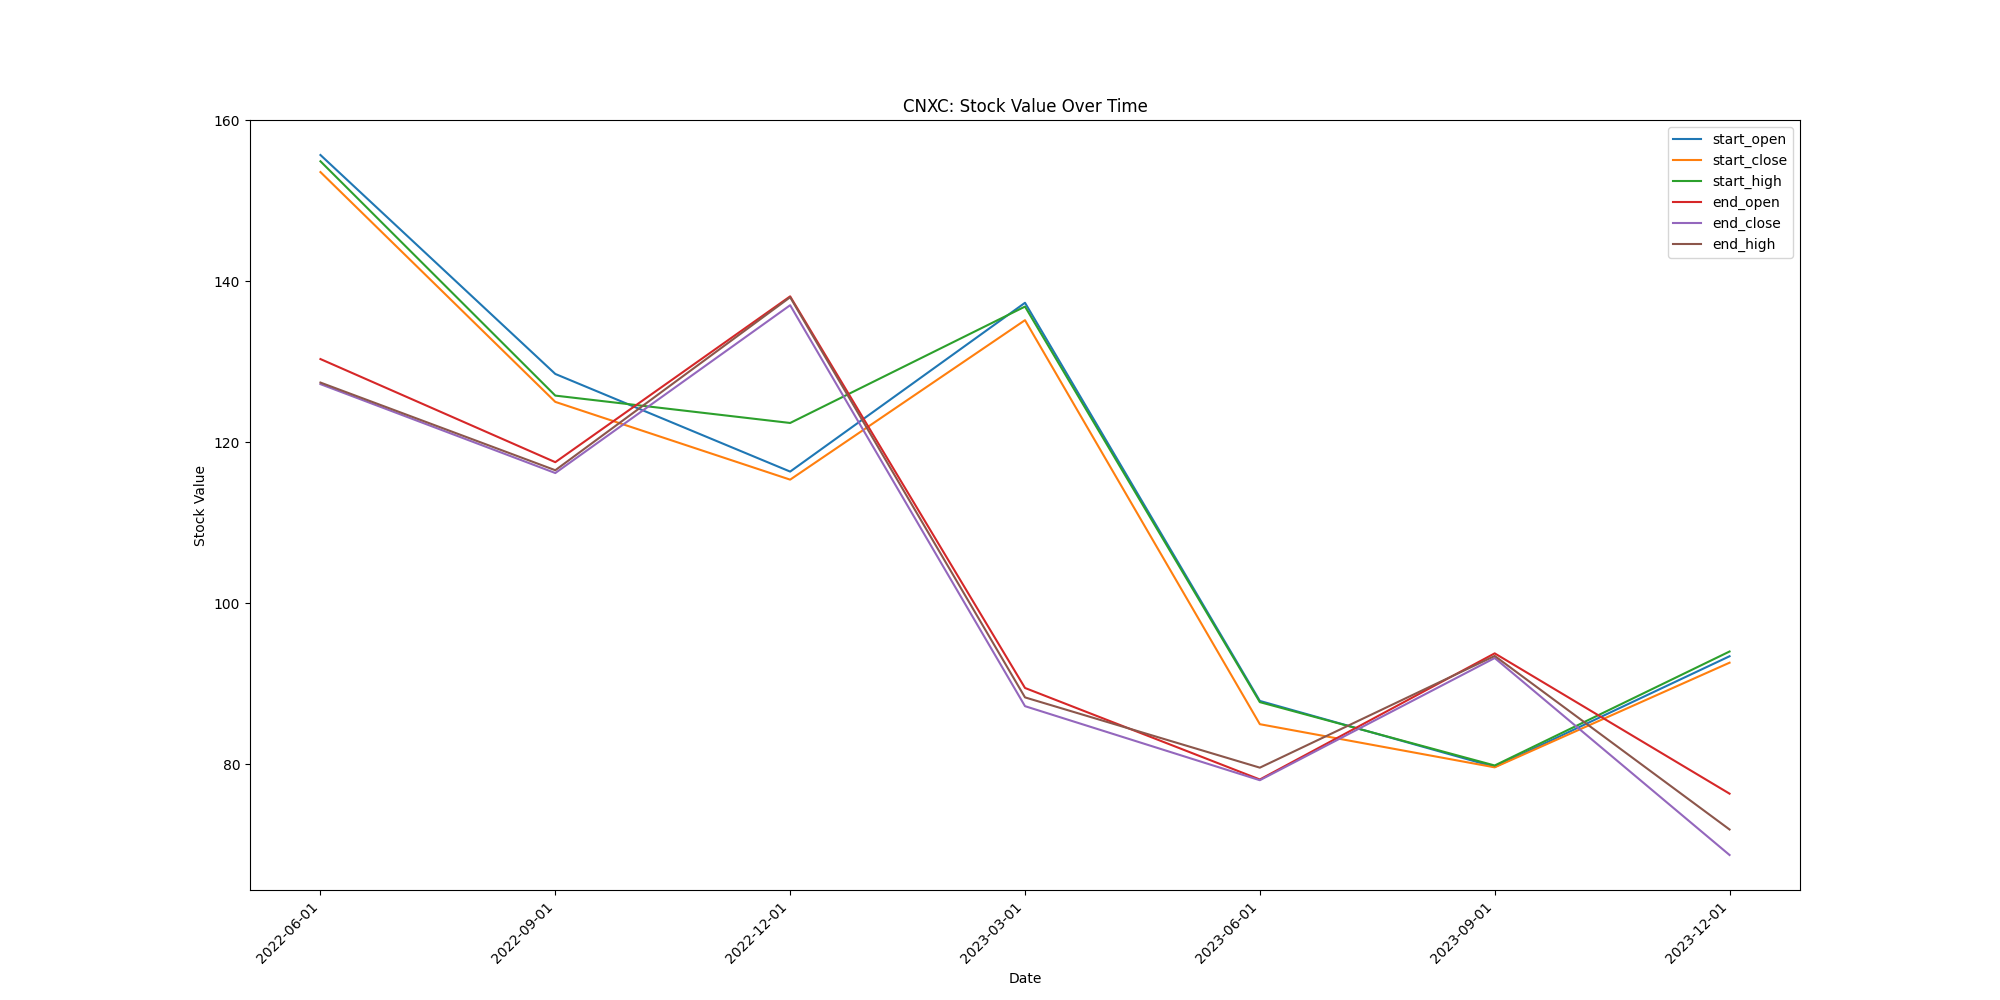 CNXC: Stock Value Over Time
160
140
120
100
80
Stock Value
start_open
start_close
start_high
end_open
end_close
end_high
2022-06-01
2022-09-01
2022-12-01
2023-03-01
2023-06-01
2023-09-01
2023-12-01
Date